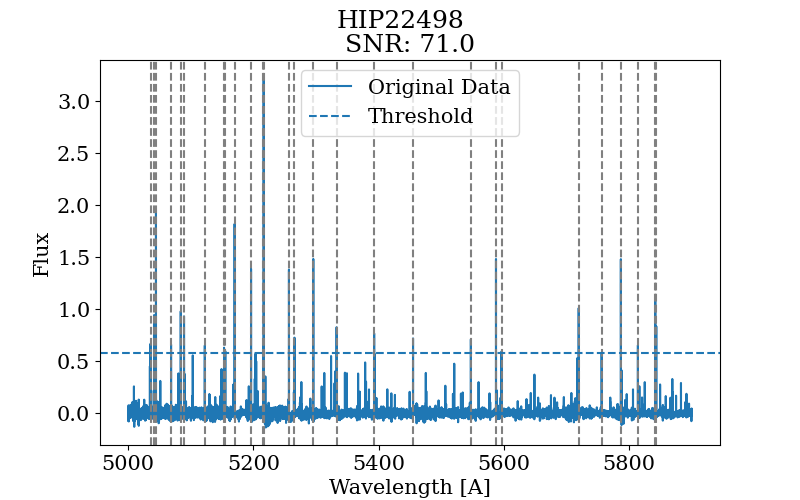 HIP22498
SNR: 71.0
Original Data
Threshold
3.0
2.5
2.0
1.5
1.0
0.5
0.0
Flux
5000 5200 5400 5600 5800
Wavelength [A]